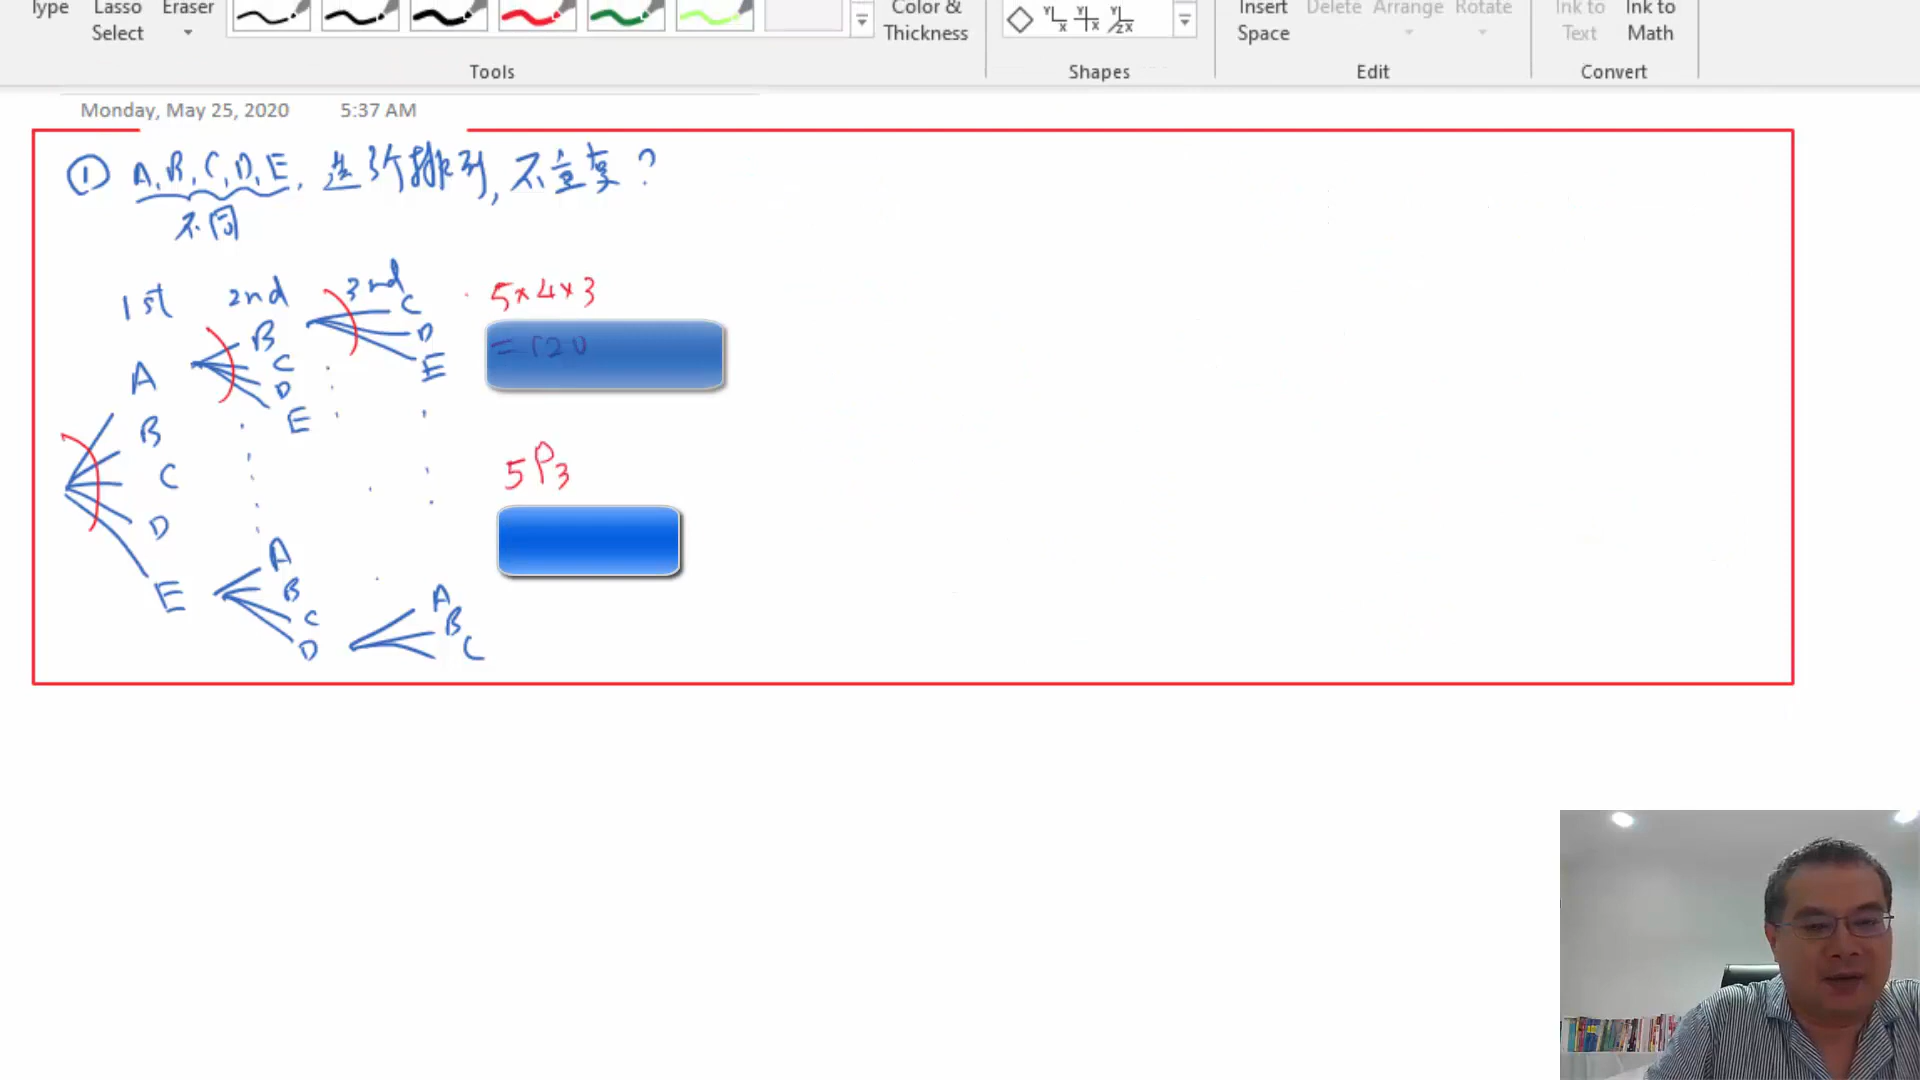 Type
Lasso
Select
Eraser
Color &
Thickness
Insert
Space
Delete
Arrange
Rotate
Ink to
Text
Ink to
Math
Tools
Shapes
Edit
Convert
Monday, May 25, 2020 5:37 AM
① A, B, C, D, E, 选3个排列, 不重复?
不同
1st 2nd 3rd
A
B
C
D
E
B
C
D
E
C
D
E
A
B
C
D
A
B
C
5×4×3
= 120
5P3